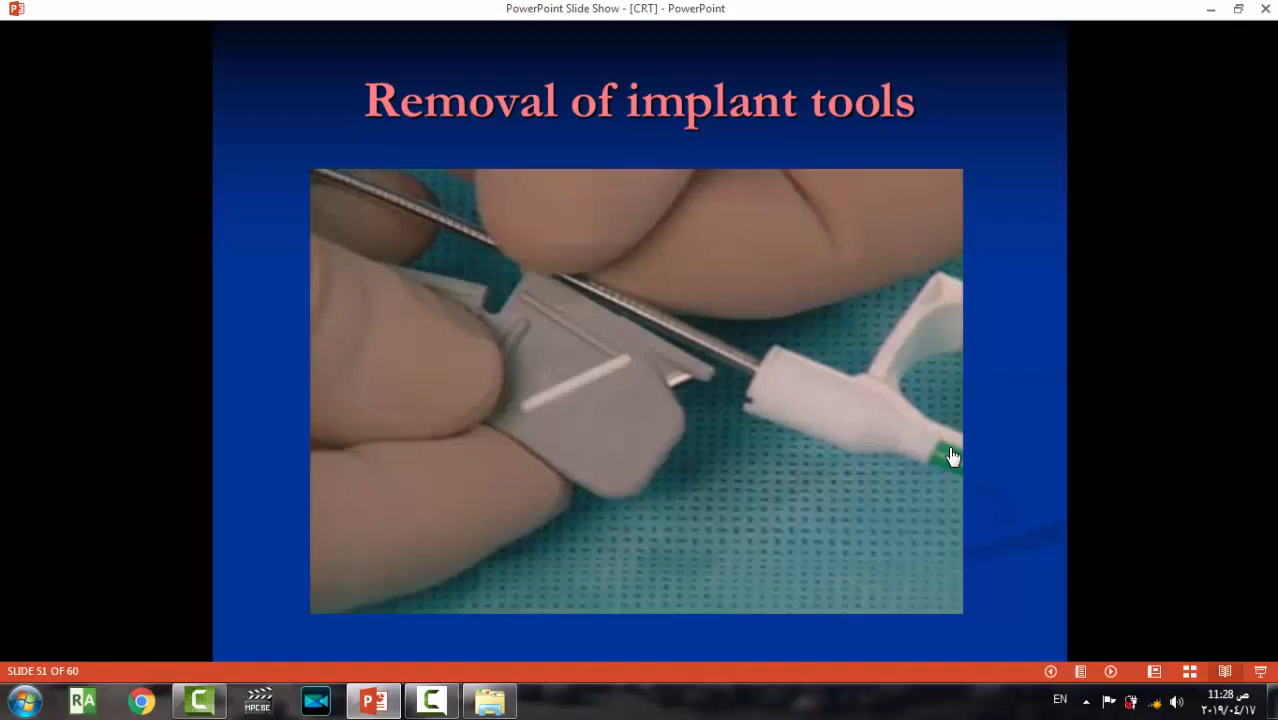 PowerPoint Slide Show - [CRT] - PowerPoint
Removal of implant tools
SLIDE 51 OF 60
RA
MPC BE
EN
11:28 ص
٢٠١٩/٠٤/١٧